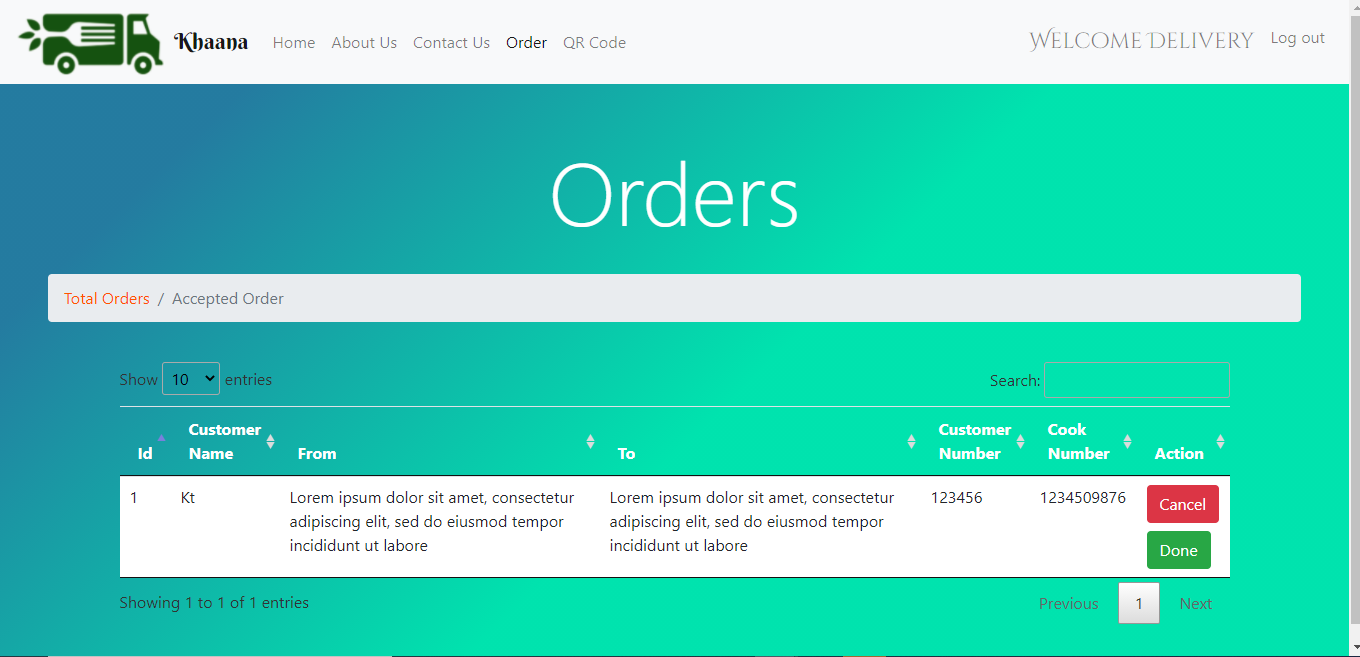 Khaana Home About Us Contact Us Order QR Code Welcome Delivery Log out
Orders
Total Orders / Accepted Order
Show 10 entries Search:
Id Customer Name From To Customer Number Cook Number Action
1 Kt Lorem ipsum dolor sit amet, consectetur Lorem ipsum dolor sit amet, consectetur 123456 1234509876 Cancel
adipiscing elit, sed do eiusmod tempor adipiscing elit, sed do eiusmod tempor
incididunt ut labore incididunt ut labore Done
Showing 1 to 1 of 1 entries Previous 1 Next